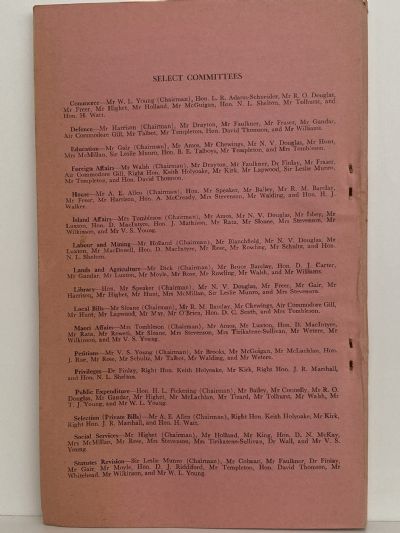 SELECT COMMITTEES
Commerce—Mr W. L. Young (Chairman), Hon. L. R. Adams-Schneider, Mr R. O. Douglas,
Mr Freer, Mr Highet, Mr Holland, Mr McGuigan, Hon. N. L. Shelton, Mr Tolhurst, and
Hon. H. Watt.
Defence—Mr Harrison (Chairman), Mr Drayton, Mr Faulkner, Mr Fraser, Mr Gandar,
Air Commodore Gill, Mr Talbot, Mr Templeton, Hon. David Thomson, and Mr Williams.
Education—Mr Gair (Chairman), Mr Amos, Mr Chewings, Mr N. V. Douglas, Mr Hunt,
Mrs McMillan, Sir Leslie Munro, Hon. B. E. Talboys, Mr Templeton, and Mrs Tombleson.
Foreign Affairs—Mr Walsh (Chairman), Mr Drayton, Mr Faulkner, Dr Finlay, Mr Fraser,
Air Commodore Gill, Right Hon. Keith Holyoake, Mr Kirk, Mr Lapwood, Sir Leslie Munro,
Mr Templeton, and Hon. David Thomson.
House—Mr A. E. Allen (Chairman), Hon. Mr Speaker, Mr Bailey, Mr R. M. Barclay,
Mr Freer, Mr Harrison, Hon. A. McCready, Mrs Stevenson, Mr Walding, and Hon. H. J.
Walker.
Island Affairs—Mrs Tombleson (Chairman), Mr Amos, Mr N. V. Douglas, Mr Isbey, Mr
Luxton, Hon. D. MacIntyre, Hon. J. Mathison, Mr Rata, Mr Sloane, Mrs Stevenson, Mr
Wilkinson, and Mr V. S. Young.
Labour and Mining—Mr Holland (Chairman), Mr Blanchfield, Mr N. V. Douglas, Mr
Luxton, Mr MacDonell, Hon. D. MacIntyre, Mr Rose, Mr Rowling, Mr Schultz, and Hon.
N. L. Shelton.
Lands and Agriculture—Mr Dick (Chairman), Mr Bruce Barclay, Hon. D. J. Carter,
Mr Gandar, Mr Luxton, Mr Moyle, Mr Rose, Mr Rowling, Mr Walsh, and Mr Williams.
Library—Hon. Mr Speaker (Chairman), Mr N. V. Douglas, Mr Freer, Mr Gair, Mr
Harrison, Mr Highet, Mr Hunt, Mrs McMillan, Sir Leslie Munro, and Mrs Stevenson.
Local Bills—Mr Sloane (Chairman), Mr R. M. Barclay, Mr Chewings, Air Commodore Gill,
Mr Hunt, Mr Lapwood, Mr May, Mr O'Brien, Hon. D. C. Seath, and Mrs Tombleson.
Maori Affairs—Mrs Tombleson (Chairman), Mr Amos, Mr Luxton, Hon. D. MacIntyre,
Mr Rata, Mr Reweti, Mr Sloane, Mrs Stevenson, Mrs Tirikatene-Sullivan, Mr Wetere, Mr
Wilkinson, and Mr V. S. Young.
Petitions—Mr V. S. Young (Chairman), Mr Brooks, Mr McGuigan, Mr McLachlan, Hon.
J. Rae, Mr Rose, Mr Schultz, Mr Talbot, Mr Walding, and Mr Wetere.
Privileges—Dr Finlay, Right Hon. Keith Holyoake, Mr Kirk, Right Hon. J. R. Marshall,
and Hon. N. L. Shelton.
Public Expenditure—Hon. H. L. Pickering (Chairman), Mr Bailey, Mr Connelly, Mr R. O.
Douglas, Mr Gandar, Mr Highet, Mr McLachlan, Mr Tizard, Mr Tolhurst, Mr Walsh, Mr
T. J. Young, and Mr W. L. Young.
Selection (Private Bills)—Mr A. E. Allen (Chairman), Right Hon. Keith Holyoake, Mr Kirk,
Right Hon. J. R. Marshall, and Hon. H. Watt.
Social Services—Mr Highet (Chairman), Mr Holland, Mr King, Hon. D. N. McKay,
Mrs McMillan, Mr Rose, Mrs Stevenson, Mrs Tirikatene-Sullivan, Dr Wall, and Mr V. S.
Young.
Statutes Revision—Sir Leslie Munro (Chairman), Mr Colman, Mr Faulkner, Dr Finlay,
Mr Gair, Mr Moyle, Hon. D. J. Riddiford, Mr Templeton, Hon. David Thomson, Mr
Whitehead, Mr Wilkinson, and Mr W. L. Young.